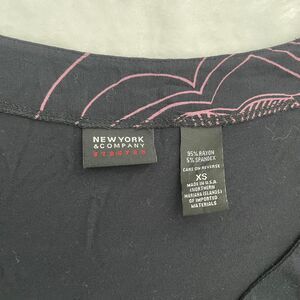 NEW YORK
& COMPANY
STRETCH
95% RAYON
5% SPANDEX
CARE ON REVERSE
XS
MADE IN U.S.A.
(NORTHERN
MARIANA ISLANDS)
OF IMPORTED
MATERIALS